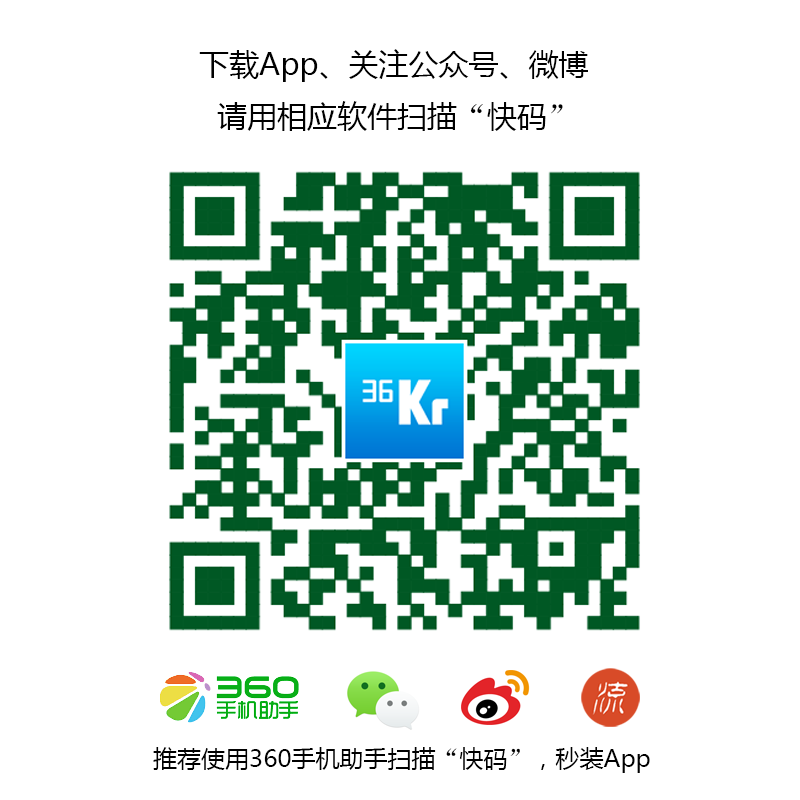 下载App、关注公众号、微博
请用相应软件扫描“快码”
36Kr
360
手机助手
流
推荐使用360手机助手扫描“快码”，秒装App